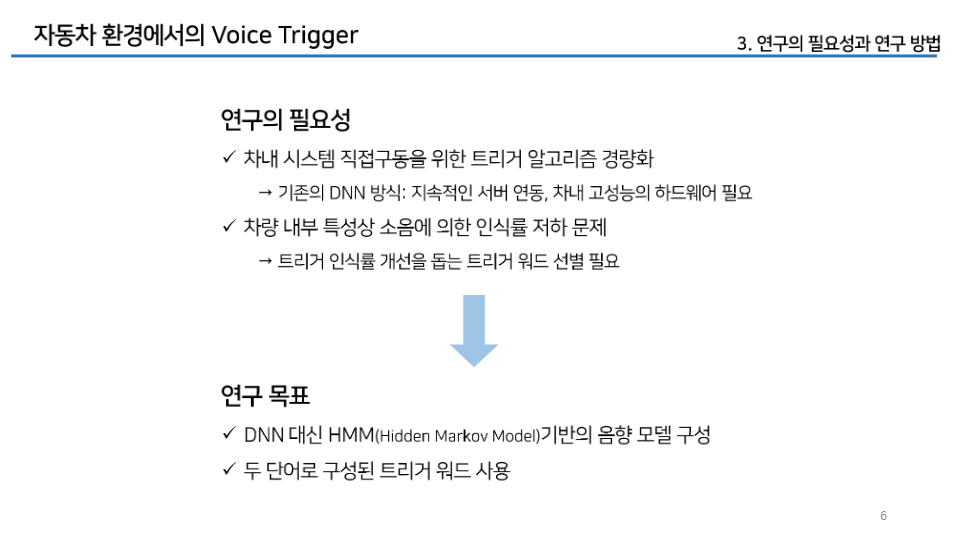 자동차 환경에서의 Voice Trigger
3. 연구의 필요성과 연구 방법
연구의 필요성
✓ 차내 시스템 직접구동을 위한 트리거 알고리즘 경량화
→ 기존의 DNN 방식: 지속적인 서버 연동, 차내 고성능의 하드웨어 필요
✓ 차량 내부 특성상 소음에 의한 인식률 저하 문제
→ 트리거 인식률 개선을 돕는 트리거 워드 선별 필요
연구 목표
✓ DNN 대신 HMM(Hidden Markov Model)기반의 음향 모델 구성
✓ 두 단어로 구성된 트리거 워드 사용
6